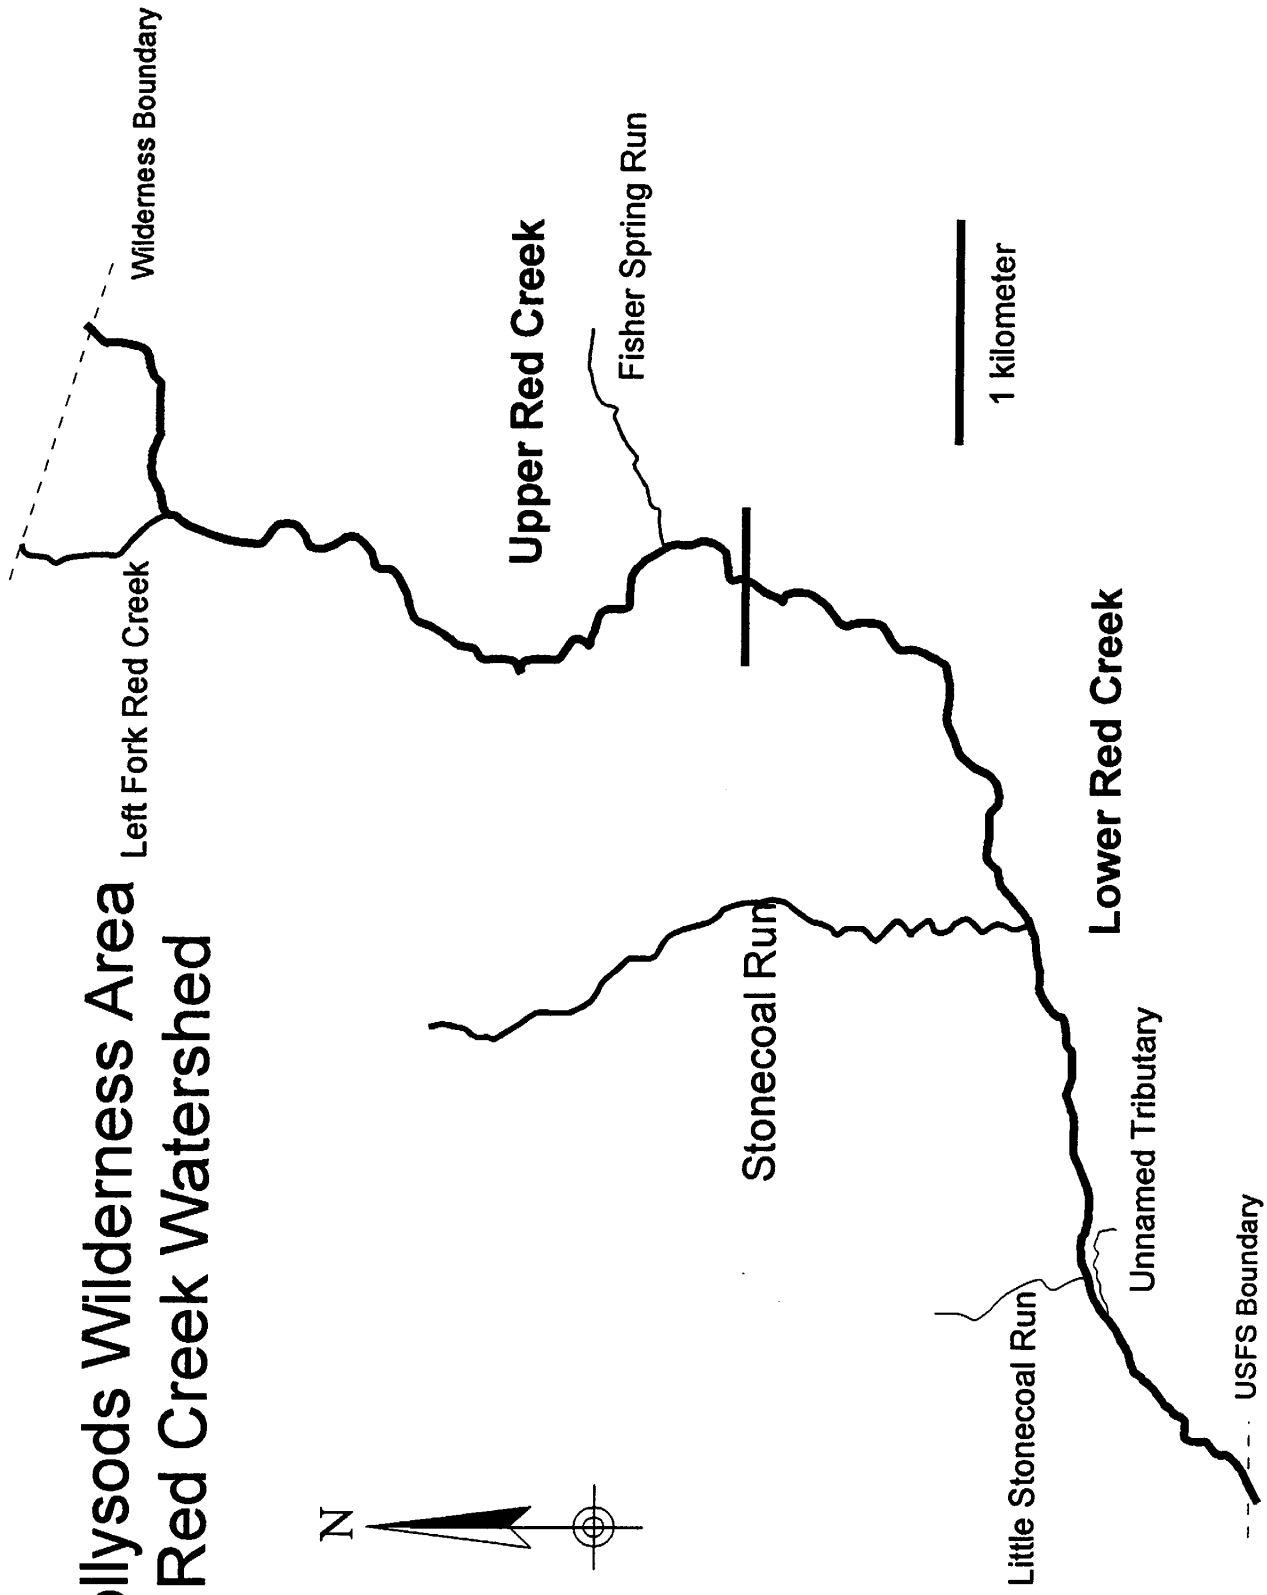 ollysods Wilderness Area
Red Creek Watershed
N
Wilderness Boundary
Left Fork Red Creek
Upper Red Creek
Fisher Spring Run
1 kilometer
Stonecoal Run
Lower Red Creek
Little Stonecoal Run
Unnamed Tributary
USFS Boundary